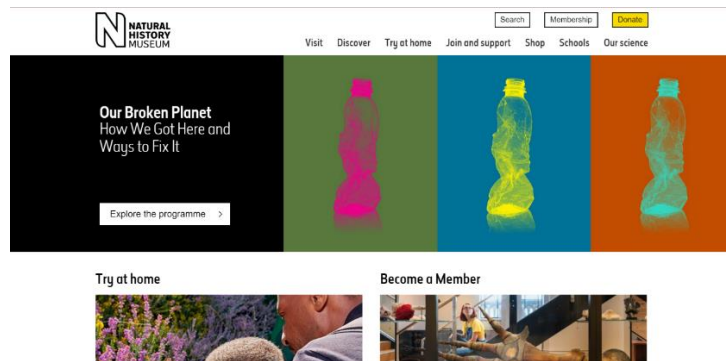 NATURAL
HISTORY
MUSEUM
Search
Membership
Donate
Visit
Discover
Try at home
Join and support
Shop
Schools
Our science
Our Broken Planet
How We Got Here and
Ways to Fix It
Explore the programme >
Try at home
Become a Member